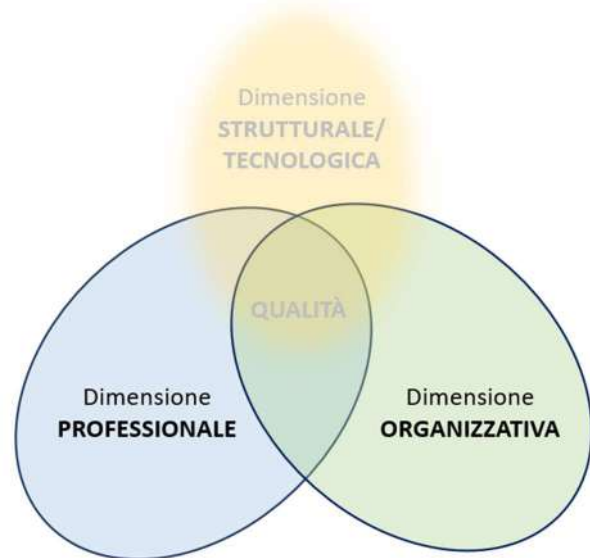 Dimensione
STRUTTURALE/
TECNOLOGICA
QUALITÀ
Dimensione
PROFESSIONALE
Dimensione
ORGANIZZATIVA